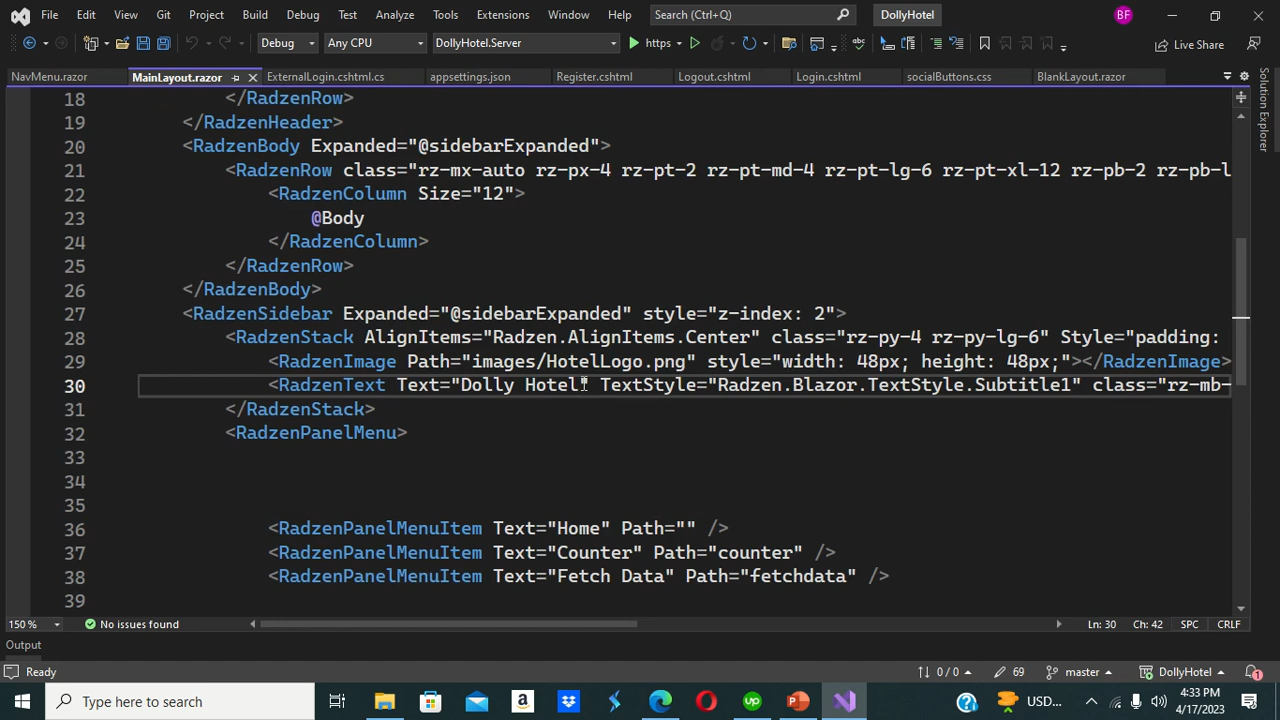 File Edit View Git Project Build Debug Test Analyze Tools Extensions Window Help Search (Ctrl+Q) DollyHotel BF
Debug Any CPU DollyHotel.Server https Live Share
NavMenu.razor MainLayout.razor ExternalLogin.cshtml.cs appsettings.json Register.cshtml Logout.cshtml Login.cshtml socialButtons.css BlankLayout.razor
Solution Explorer
18 </RadzenRow>
19 </RadzenHeader>
20 <RadzenBody Expanded="@sidebarExpanded">
21 <RadzenRow class="rz-mx-auto rz-px-4 rz-pt-2 rz-pt-md-4 rz-pt-lg-6 rz-pt-xl-12 rz-pb-2 rz-pb-l
22 <RadzenColumn Size="12">
23 @Body
24 </RadzenColumn>
25 </RadzenRow>
26 </RadzenBody>
27 <RadzenSidebar Expanded="@sidebarExpanded" style="z-index: 2">
28 <RadzenStack AlignItems="Radzen.AlignItems.Center" class="rz-py-4 rz-py-lg-6" Style="padding:
29 <RadzenImage Path="images/HotelLogo.png" style="width: 48px; height: 48px;"></RadzenImage>
30 <RadzenText Text="Dolly Hotel" TextStyle="Radzen.Blazor.TextStyle.Subtitle1" class="rz-mb-
31 </RadzenStack>
32 <RadzenPanelMenu>
33
34
35
36 <RadzenPanelMenuItem Text="Home" Path="" />
37 <RadzenPanelMenuItem Text="Counter" Path="counter" />
38 <RadzenPanelMenuItem Text="Fetch Data" Path="fetchdata" />
39
150 % No issues found Ln: 30 Ch: 42 SPC CRLF
Output
Ready 0 / 0 69 master DollyHotel 1
Type here to search USD... 4:33 PM
4/17/2023